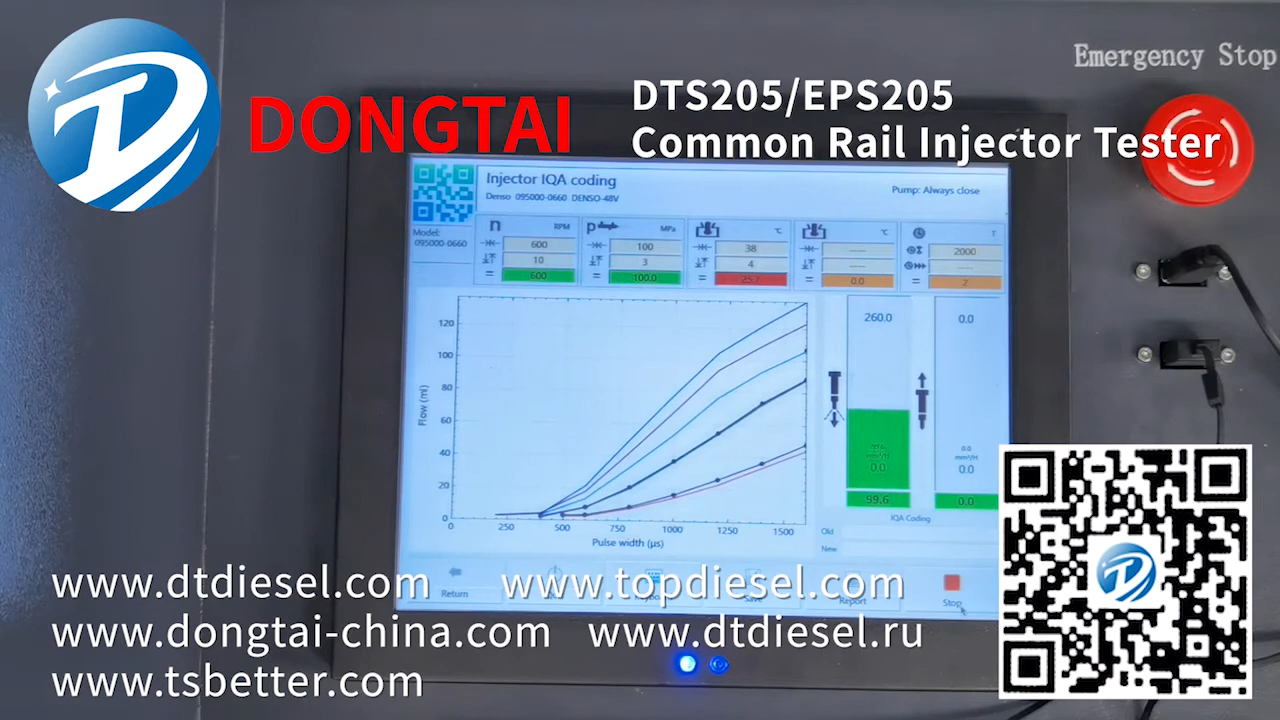 Emergency Stop
DONGTAI
DTS205/EPS205
Common Rail Injector Tester
Injector IQA coding
Denso 095000-0660 DENSO-48V
Pump: Always close
Model:
095000-0660
n RPM
600
10
= 600
P MPa
100
3
= 100.0
℃
38
4
= 25.7
℃
-----
-----
= 0.0
T
2000
-----
= 2
Flow (ml)
120
100
80
60
40
20
0
0 250 500 750 1000 1250 1500
Pulse width (μs)
260.0
0.0
99.6
0.0
mm³/H
0.0
0.0
IQA Coding
Old
New
Return
Save
Report
Stop
www.dtdiesel.com www.topdiesel.com
www.dongtai-china.com www.dtdiesel.ru
www.tsbetter.com